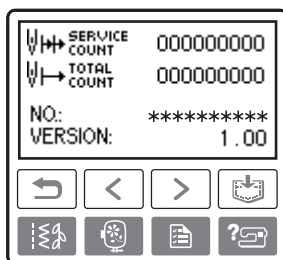 SERVICE COUNT 000000000
TOTAL COUNT 000000000
NO.: **********
VERSION: 1.00
?